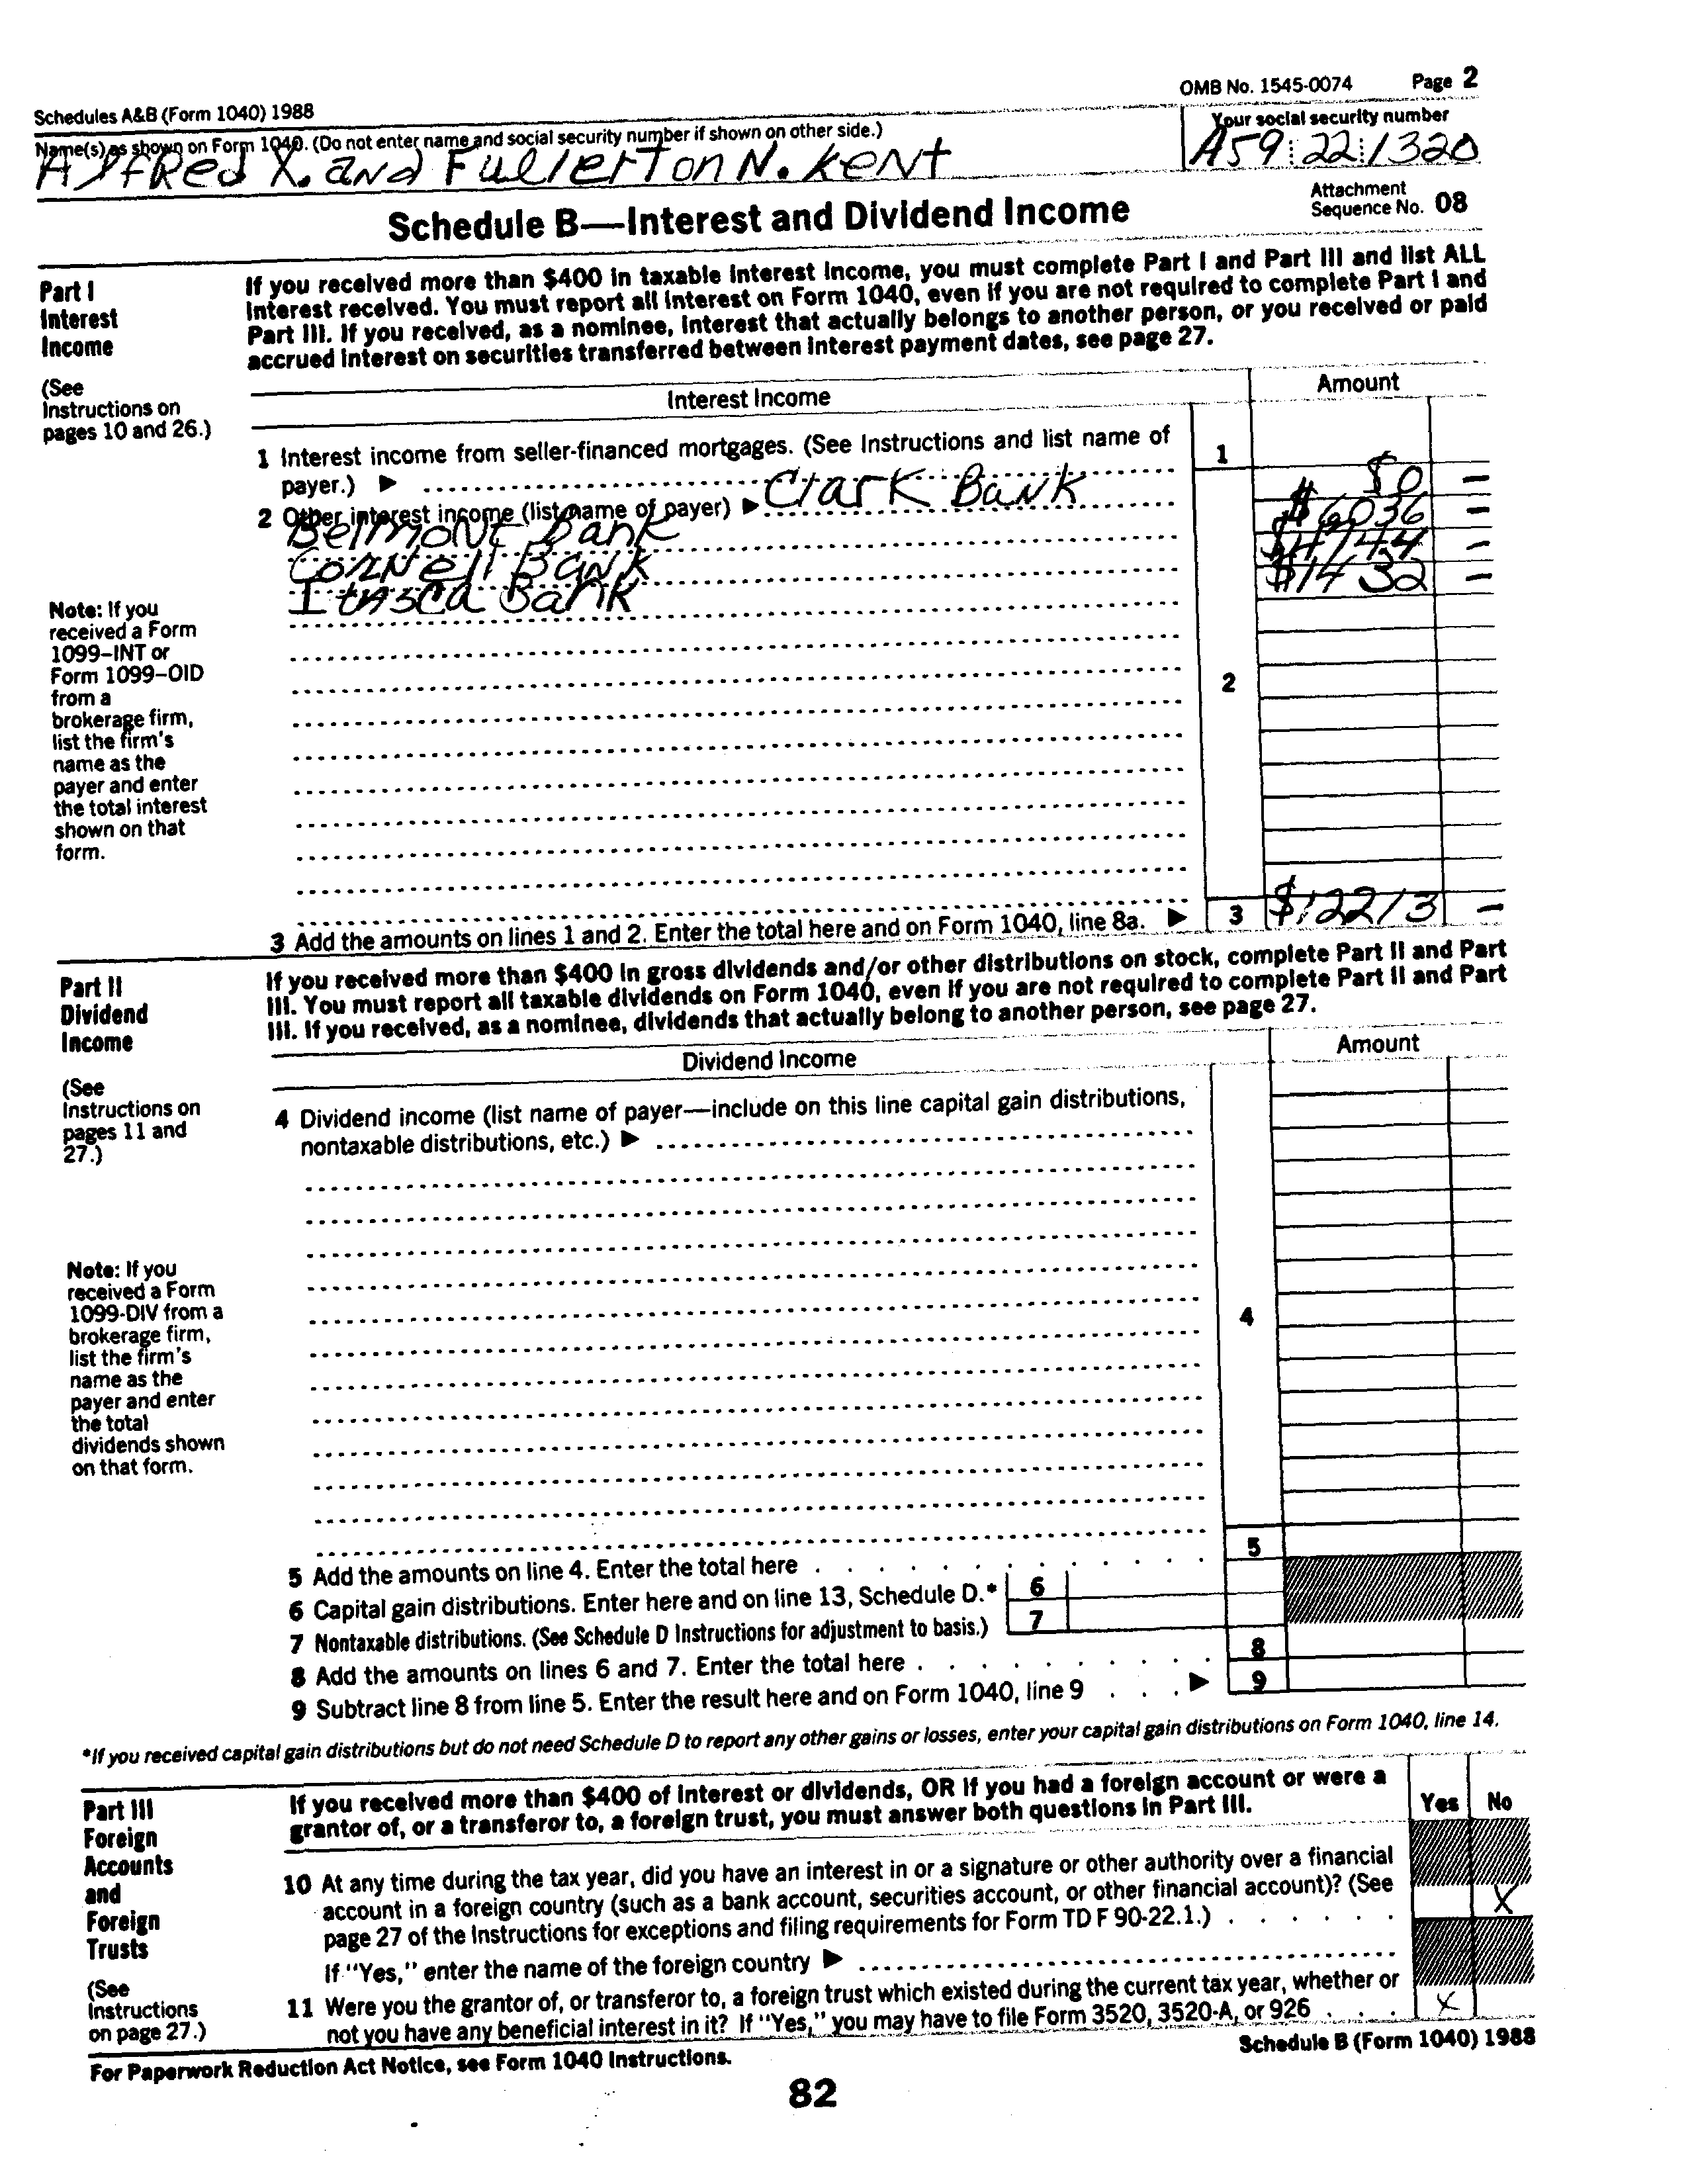 Schedules A&B (Form 1040) 1988
OMB No. 1545-0074 Page 2
Name(s) as shown on Form 1040. (Do not enter name and social security number if shown on other side.)
Your social security number
Alfred X. and Fullerton N. Kent
A59 22 1320
Schedule B—Interest and Dividend Income
Attachment
Sequence No. 08
Part I
Interest
Income
(See
Instructions on
pages 10 and 26.)
If you received more than $400 in taxable interest income, you must complete Part I and Part III and list ALL
interest received. You must report all interest on Form 1040, even if you are not required to complete Part I and
Part III. If you received, as a nominee, interest that actually belongs to another person, or you received or paid
accrued interest on securities transferred between interest payment dates, see page 27.
Interest Income
Amount
1 Interest income from seller-financed mortgages. (See Instructions and list name of
payer.) ▶
1
2 Other interest income (list name of payer) ▶ Clark Bank
Belmont Bank
Cornell Bank
Itasca Bank
$ 6036 —
$14 32 —
2
Note: If you
received a Form
1099–INT or
Form 1099–OID
from a
brokerage firm,
list the firm's
name as the
payer and enter
the total interest
shown on that
form.
3 Add the amounts on lines 1 and 2. Enter the total here and on Form 1040, line 8a. ▶ 3 $12213 —
Part II
Dividend
Income
(See
Instructions on
pages 11 and
27.)
If you received more than $400 in gross dividends and/or other distributions on stock, complete Part II and Part
III. You must report all taxable dividends on Form 1040, even if you are not required to complete Part II and Part
III. If you received, as a nominee, dividends that actually belong to another person, see page 27.
Dividend Income
Amount
4 Dividend income (list name of payer—include on this line capital gain distributions,
nontaxable distributions, etc.) ▶
4
Note: If you
received a Form
1099-DIV from a
brokerage firm,
list the firm's
name as the
payer and enter
the total
dividends shown
on that form.
5 Add the amounts on line 4. Enter the total here . . . . . . . . . . . . 5
6 Capital gain distributions. Enter here and on line 13, Schedule D.* 6
7 Nontaxable distributions. (See Schedule D Instructions for adjustment to basis.) 7
8 Add the amounts on lines 6 and 7. Enter the total here . . . . . . . . . . 8
9 Subtract line 8 from line 5. Enter the result here and on Form 1040, line 9 . . . ▶ 9
*If you received capital gain distributions but do not need Schedule D to report any other gains or losses, enter your capital gain distributions on Form 1040, line 14.
Part III
Foreign
Accounts
and
Foreign
Trusts
(See
Instructions
on page 27.)
If you received more than $400 of interest or dividends, OR if you had a foreign account or were a
grantor of, or a transferor to, a foreign trust, you must answer both questions in Part III.
Yes No
10 At any time during the tax year, did you have an interest in or a signature or other authority over a financial
account in a foreign country (such as a bank account, securities account, or other financial account)? (See
page 27 of the Instructions for exceptions and filing requirements for Form TD F 90-22.1.) . . . . . . X
If "Yes," enter the name of the foreign country ▶
11 Were you the grantor of, or transferor to, a foreign trust which existed during the current tax year, whether or
not you have any beneficial interest in it? If "Yes," you may have to file Form 3520, 3520-A, or 926 . . . X
For Paperwork Reduction Act Notice, see Form 1040 Instructions.
Schedule B (Form 1040) 1988
82